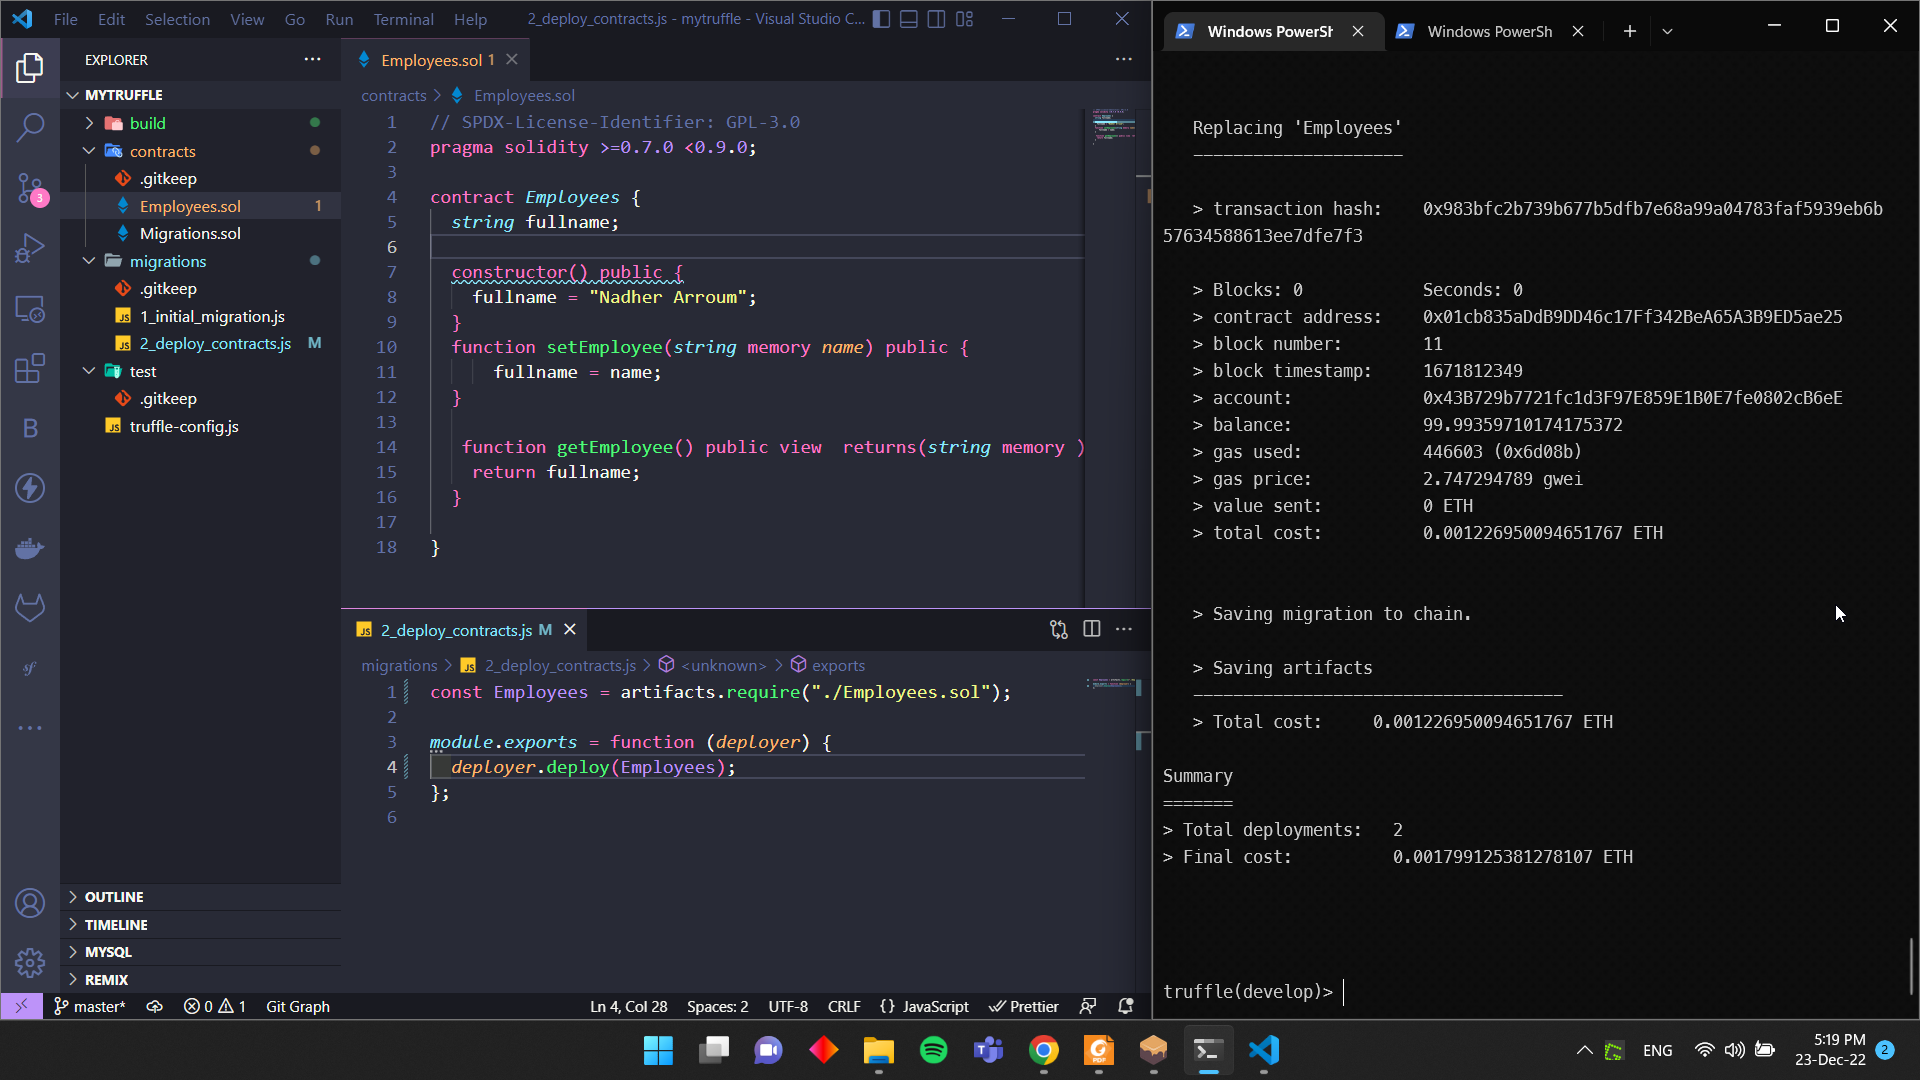 File Edit Selection View Go Run Terminal Help 2_deploy_contracts.js - mytruffle - Visual Studio C...
EXPLORER
MYTRUFFLE
build
contracts
.gitkeep
Employees.sol 1
Migrations.sol
migrations
.gitkeep
1_initial_migration.js
2_deploy_contracts.js M
test
.gitkeep
truffle-config.js
OUTLINE
TIMELINE
MYSQL
REMIX
3
B
sf
Employees.sol 1
contracts > Employees.sol
1 // SPDX-License-Identifier: GPL-3.0
2 pragma solidity >=0.7.0 <0.9.0;
3
4 contract Employees {
5 string fullname;
6
7 constructor() public {
8 fullname = "Nadher Arroum";
9 }
10 function setEmployee(string memory name) public {
11 fullname = name;
12 }
13
14 function getEmployee() public view returns(string memory )
15 return fullname;
16 }
17
18 }
JS 2_deploy_contracts.js M
migrations > JS 2_deploy_contracts.js > <unknown> > exports
1 const Employees = artifacts.require("./Employees.sol");
2
3 module.exports = function (deployer) {
4 deployer.deploy(Employees);
5 };
6
master* 0 1 Git Graph Ln 4, Col 28 Spaces: 2 UTF-8 CRLF {} JavaScript Prettier
Windows PowerSh Windows PowerSh
Replacing 'Employees'
---------------------
> transaction hash: 0x983bfc2b739b677b5dfb7e68a99a04783faf5939eb6b
57634588613ee7dfe7f3
> Blocks: 0 Seconds: 0
> contract address: 0x01cb835aDdB9DD46c17Ff342BeA65A3B9ED5ae25
> block number: 11
> block timestamp: 1671812349
> account: 0x43B729b7721fc1d3F97E859E1B0E7fe0802cB6eE
> balance: 99.99359710174175372
> gas used: 446603 (0x6d08b)
> gas price: 2.747294789 gwei
> value sent: 0 ETH
> total cost: 0.001226950094651767 ETH
> Saving migration to chain.
> Saving artifacts
-------------------------------------
> Total cost: 0.001226950094651767 ETH
Summary
=======
> Total deployments: 2
> Final cost: 0.001799125381278107 ETH
truffle(develop)>
ENG 5:19 PM
23-Dec-22 2